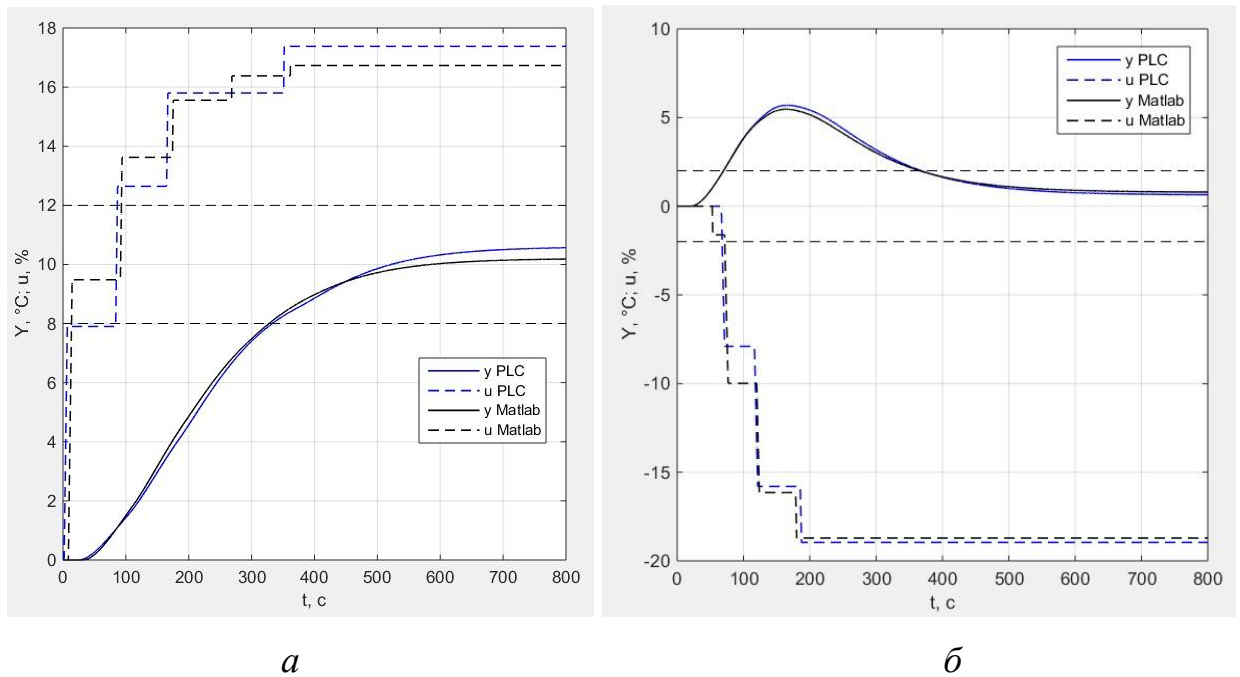 18
16
14
12
10
8
6
4
2
0
Y, °C; u, %
y PLC
u PLC
y Matlab
u Matlab
0 100 200 300 400 500 600 700 800
t, c
а
10
5
0
-5
-10
-15
-20
Y, °C; u, %
y PLC
u PLC
y Matlab
u Matlab
0 100 200 300 400 500 600 700 800
t, c
б